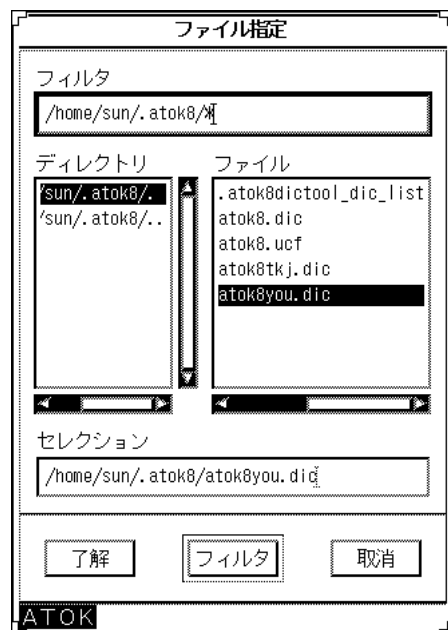 ファイル指定
フィルタ
/home/sun/.atok8/*
ディレクトリ
/sun/.atok8/.
/sun/.atok8/..
ファイル
.atok8dictool_dic_list
atok8.dic
atok8.ucf
atok8tkj.dic
atok8you.dic
セレクション
/home/sun/.atok8/atok8you.dic
了解
フィルタ
取消
ATOK